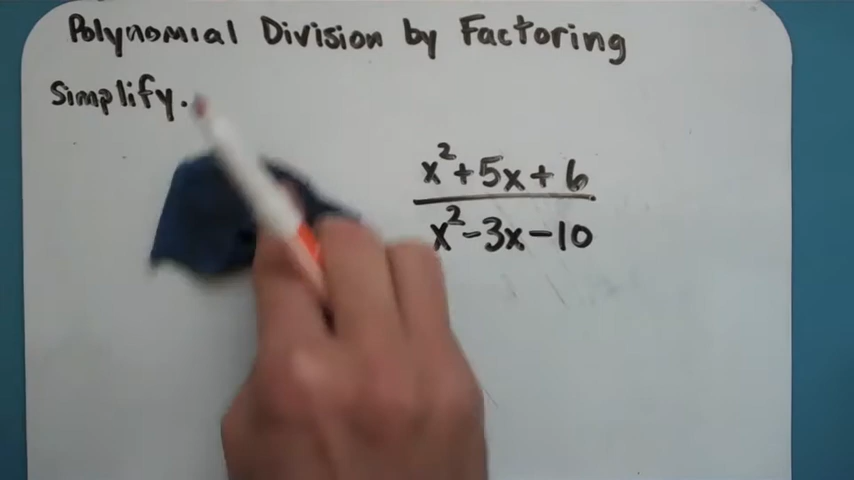 Polynomial Division by Factoring
Simplify.
x²+5x+6
x²-3x-10